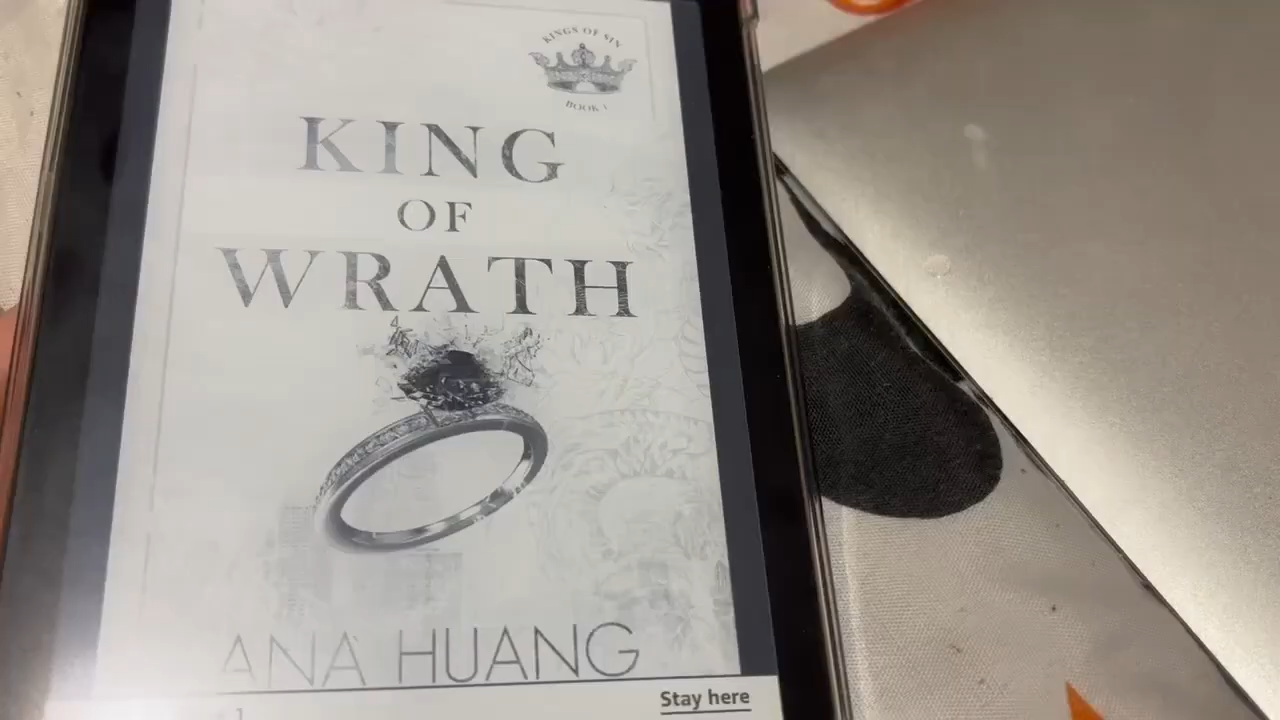 KINGS OF SIN
BOOK 1
KING
OF
WRATH
ANA HUANG
Stay here